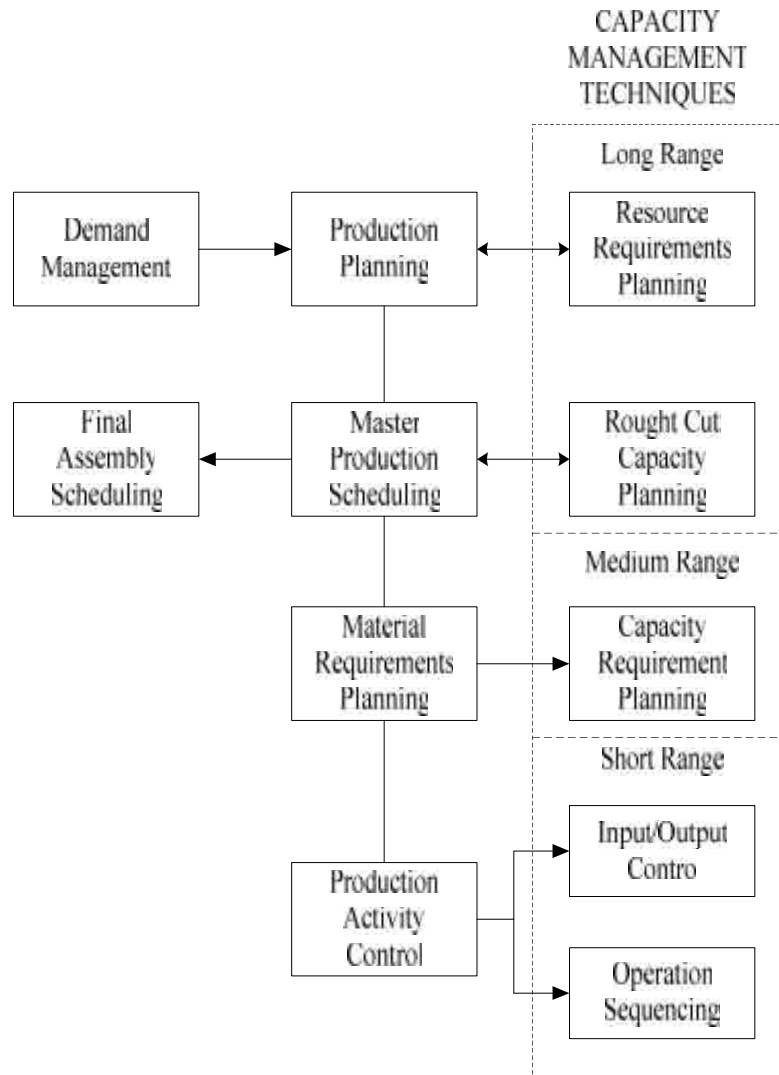 CAPACITY
MANAGEMENT
TECHNIQUES
Long Range
Demand
Management
Production
Planning
Resource
Requirements
Planning
Final
Assembly
Scheduling
Master
Production
Scheduling
Rought Cut
Capacity
Planning
Medium Range
Material
Requirements
Planning
Capacity
Requirement
Planning
Short Range
Input/Output
Contro
Production
Activity
Control
Operation
Sequencing